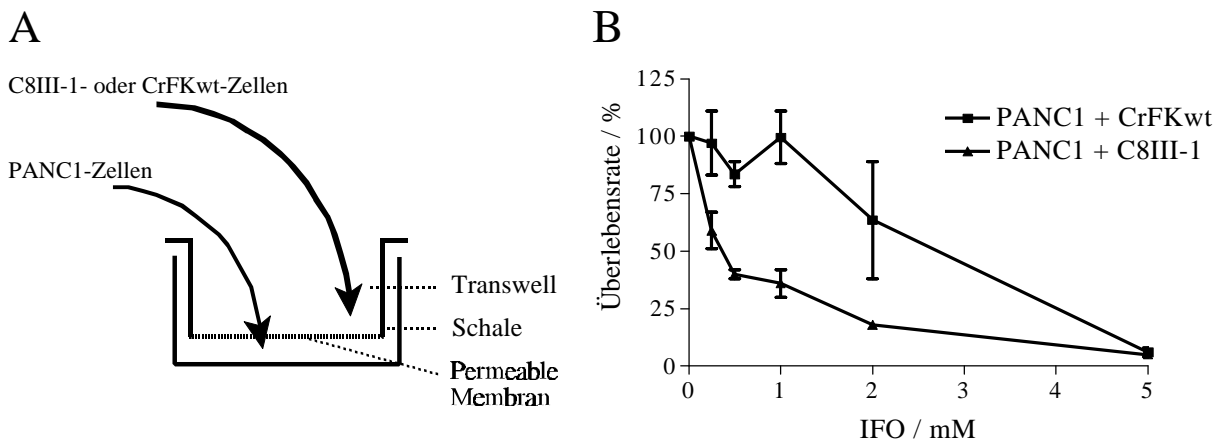 A
C8III-1- oder CrFKwt-Zellen
PANC1-Zellen
Transwell
Schale
Permeable
Membran
B
Überlebensrate / %
125
100
75
50
25
0
0
1
2
3
4
5
IFO / mM
PANC1 + CrFKwt
PANC1 + C8III-1